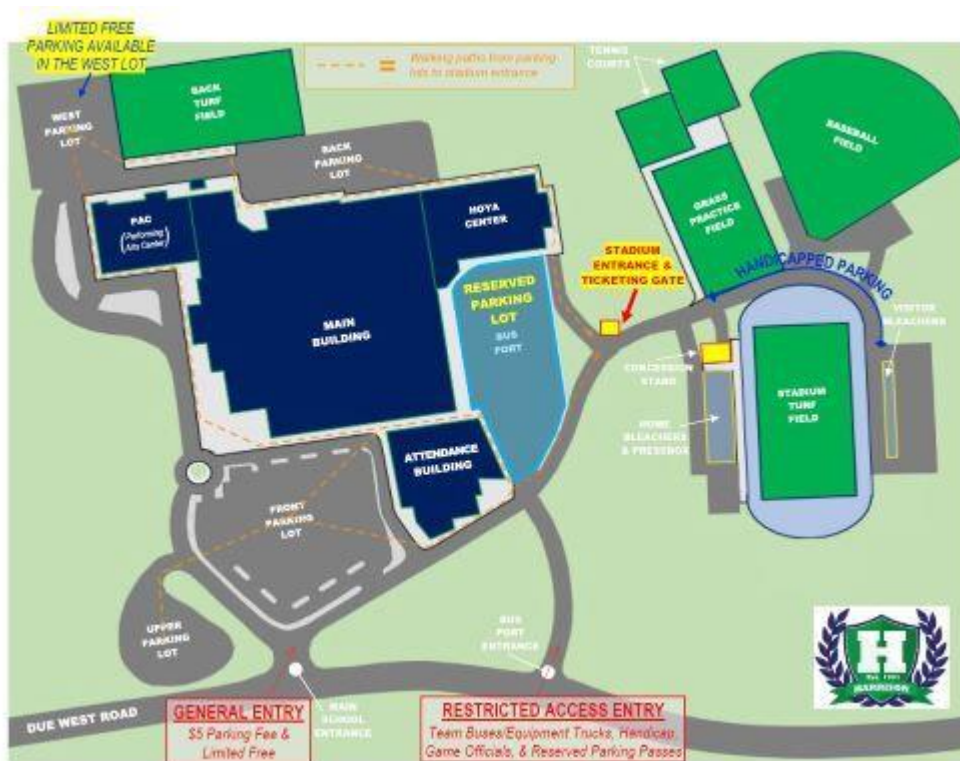 LIMITED FREE
PARKING AVAILABLE
IN THE WEST LOT
= Walking paths from parking
lots to stadium entrance
TENNIS
COURTS
BACK
TURF
FIELD
WEST
PARKING
LOT
BACK
PARKING
LOT
BASEBALL
FIELD
GRASS
PRACTICE
FIELD
PAC
(Performing
Arts Center)
HOYA
CENTER
STADIUM
ENTRANCE &
TICKETING GATE
HANDICAPPED PARKING
RESERVED
PARKING
LOT
BUS
PORT
MAIN
BUILDING
VISITOR
BLEACHERS
CONCESSION
STAND
STADIUM
TURF
FIELD
HOME
BLEACHERS
& PRESSBOX
ATTENDANCE
BUILDING
FRONT
PARKING
LOT
UPPER
PARKING
LOT
BUS
PORT
ENTRANCE
H
Est. 1991
HARRISON
MAIN
SCHOOL
ENTRANCE
DUE WEST ROAD
GENERAL ENTRY
$5 Parking Fee &
Limited Free
RESTRICTED ACCESS ENTRY
Team Buses/Equipment Trucks, Handicap,
Game Officials, & Reserved Parking Passes